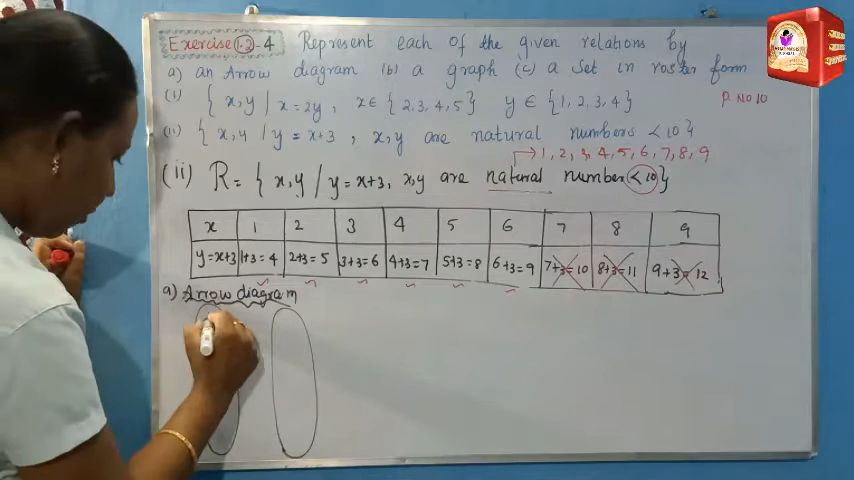 Exercise 1.2-4 Represent each of the given relations by
a) an Arrow diagram (b) a graph (c) a Set in roster form
(i) { x,y / x=2y, x∈{2,3,4,5} y∈{1,2,3,4} P.No 10
(ii) { x,y / y=x+3, x,y are natural numbers <10}
→1, 2, 3, 4, 5, 6, 7, 8, 9
(ii) R= { x,y / y=x+3, x,y are natural number <10}
x 1 2 3 4 5 6 7 8 9
y=x+3 1+3=4 2+3=5 3+3=6 4+3=7 5+3=8 6+3=9 7+3=10 8+3=11 9+3=12
a) Arrow diagram